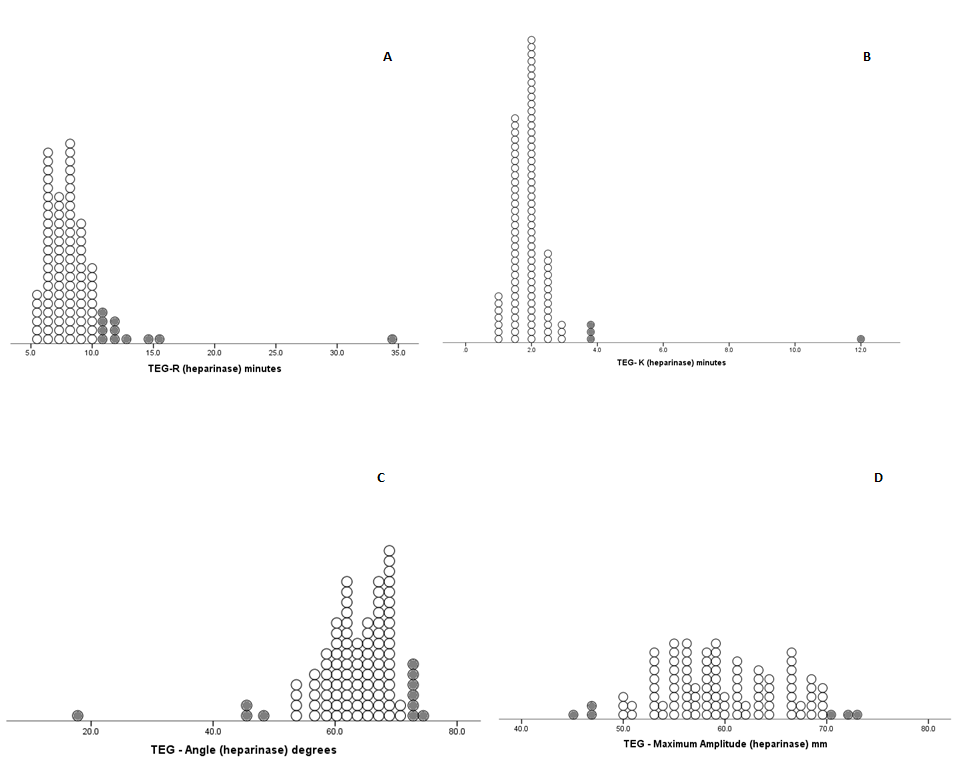 A
B
5.0 10.0 15.0 20.0 25.0 30.0 35.0
TEG-R (heparinase) minutes
.0 2.0 4.0 6.0 8.0 10.0 12.0
TEG- K (heparinase) minutes
C
D
20.0 40.0 60.0 80.0
TEG - Angle (heparinase) degrees
40.0 50.0 60.0 70.0 80.0
TEG - Maximum Amplitude (heparinase) mm